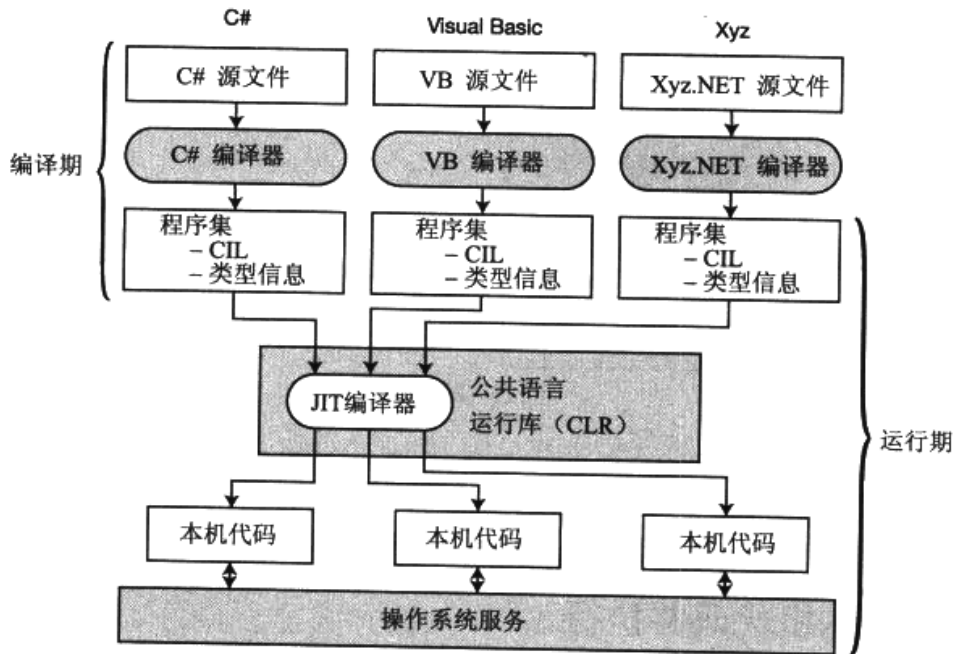 C#
Visual Basic
Xyz
C# 源文件
VB 源文件
Xyz.NET 源文件
编译期
C# 编译器
VB 编译器
Xyz.NET 编译器
程序集
– CIL
– 类型信息
程序集
– CIL
– 类型信息
程序集
– CIL
– 类型信息
JIT编译器
公共语言
运行库（CLR）
运行期
本机代码
本机代码
本机代码
操作系统服务